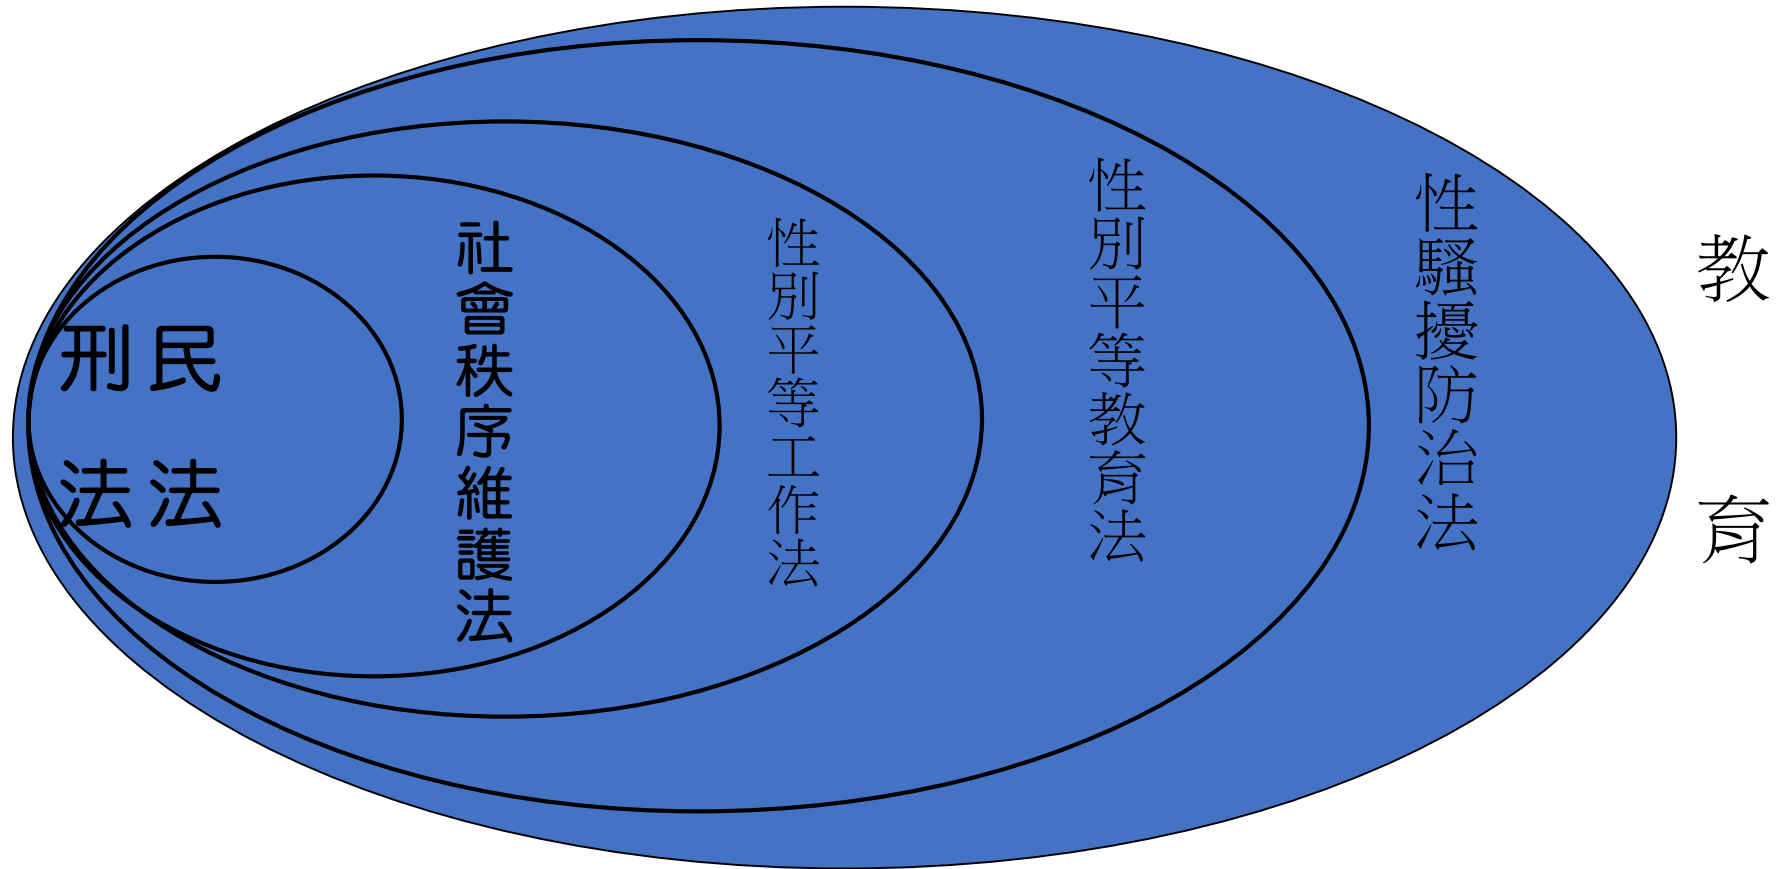 刑法
民法
社會秩序維護法
性別平等工作法
性別平等教育法
性騷擾防治法
教育